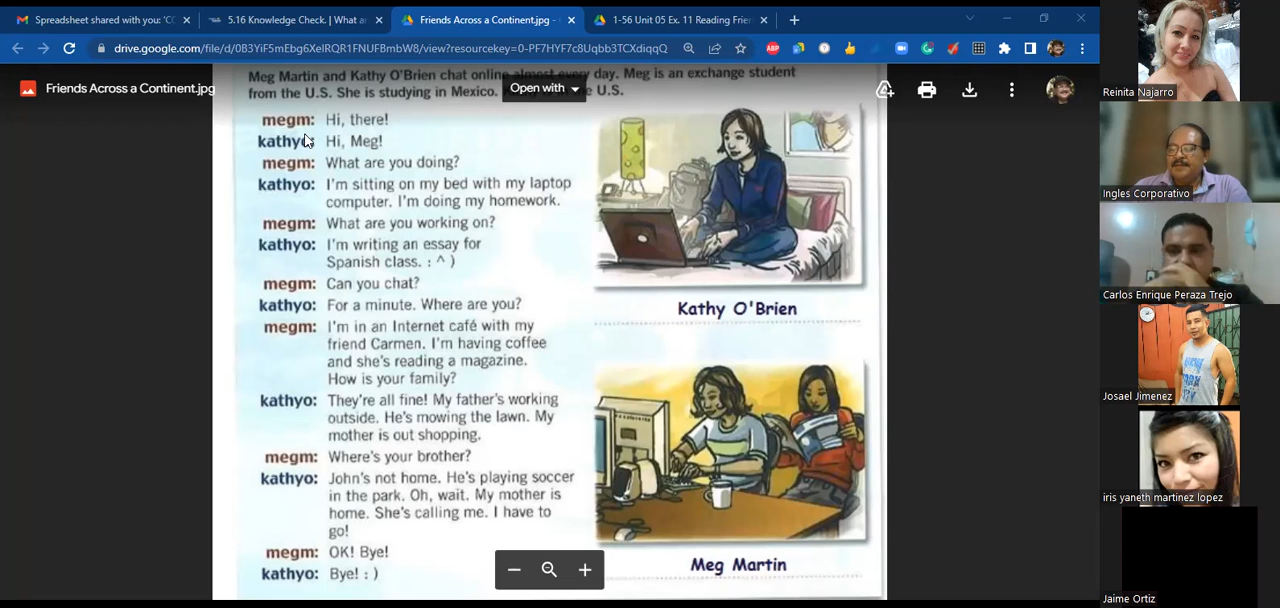 Spreadsheet shared with you: 'CC
5.16 Knowledge Check. | What ar
Friends Across a Continent.jpg -
1-56 Unit 05 Ex. 11 Reading Frie
drive.google.com/file/d/0B3YiF5mEbg6XelRQR1FNUFBmbW8/view?resourcekey=0-PF7HYF7c8Uqbb3TCXdiqqQ
ABP
Meg Martin and Kathy O'Brien chat online almost every day. Meg is an exchange student
from the U.S. She is studying in Mexico. U.S.
Friends Across a Continent.jpg
Open with
megm: Hi, there!
kathyo: Hi, Meg!
megm: What are you doing?
kathyo: I'm sitting on my bed with my laptop
computer. I'm doing my homework.
megm: What are you working on?
kathyo: I'm writing an essay for
Spanish class. : ^ )
megm: Can you chat?
kathyo: For a minute. Where are you?
megm: I'm in an Internet café with my
friend Carmen. I'm having coffee
and she's reading a magazine.
How is your family?
kathyo: They're all fine! My father's working
outside. He's mowing the lawn. My
mother is out shopping.
megm: Where's your brother?
kathyo: John's not home. He's playing soccer
in the park. Oh, wait. My mother is
home. She's calling me. I have to
go!
megm: OK! Bye!
kathyo: Bye! : )
Kathy O'Brien
Meg Martin
Reinita Najarro
Ingles Corporativo
Carlos Enrique Peraza Trejo
Josael Jimenez
iris yaneth martinez lopez
Jaime Ortiz